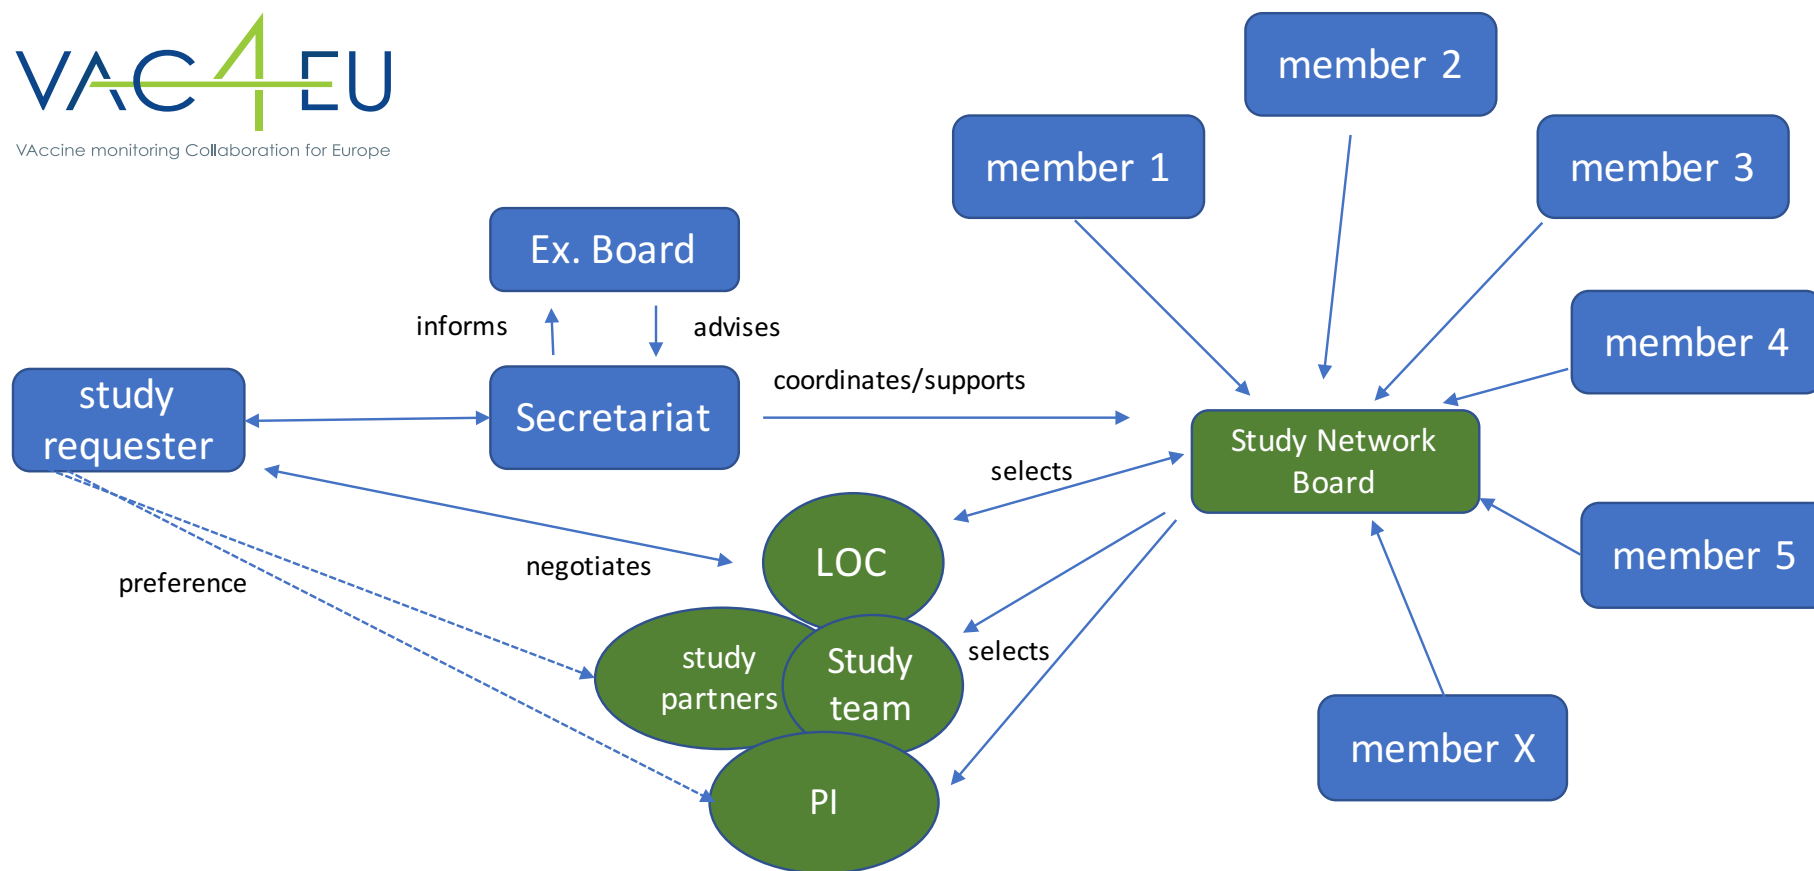 VAC4EU
VAccine monitoring Collaboration for Europe
member 2
member 1
member 3
Ex. Board
informs
advises
member 4
study
requester
Secretariat
coordinates/supports
Study Network
Board
selects
LOC
negotiates
preference
member 5
study
partners
Study
team
selects
member X
PI